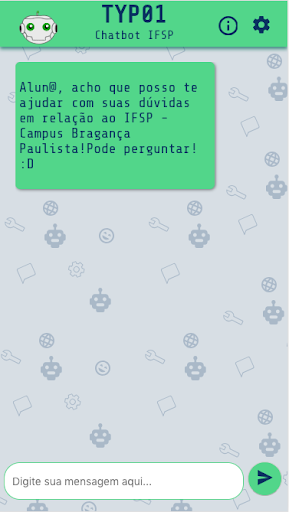 TYP01
Chatbot IFSP
Alun@, acho que posso te
ajudar com suas dúvidas
em relação ao IFSP -
Campus Bragança
Paulista!Pode perguntar!
:D
Digite sua mensagem aqui...